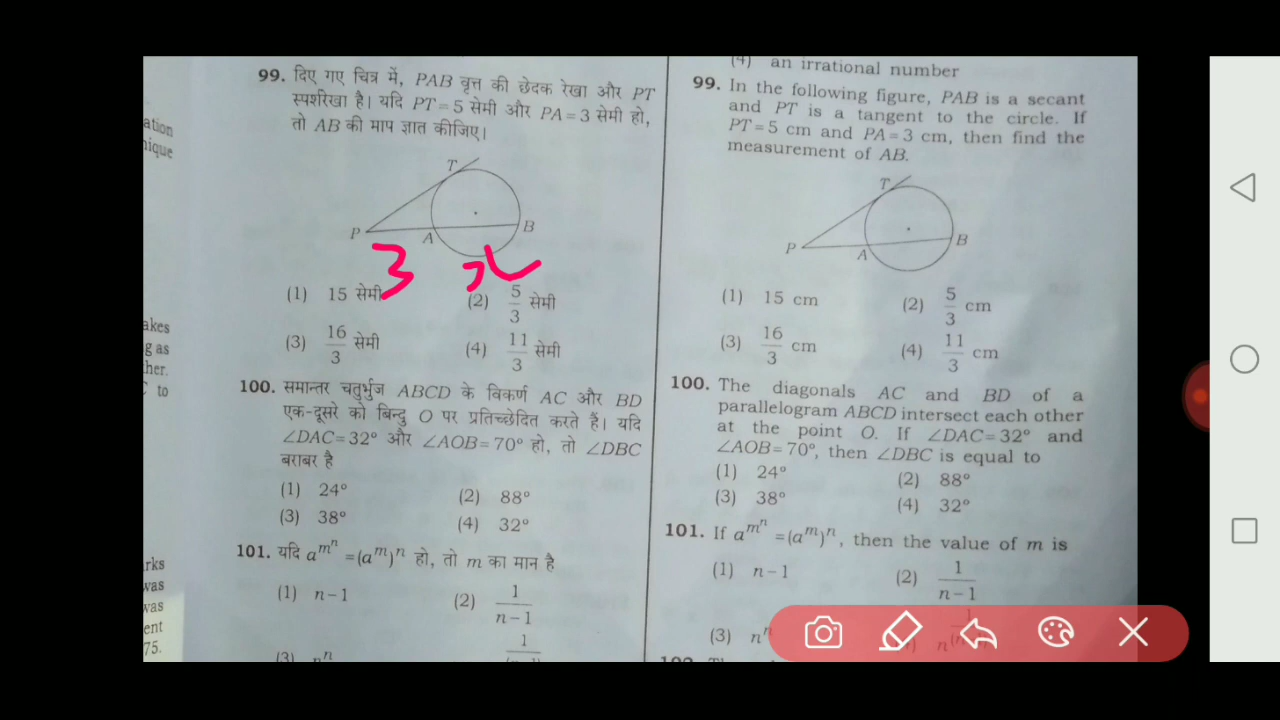 ation
nique
akes
g as
her.
C to
rks
was
was
ent
75.
99. दिए गए चित्र में, PAB वृत्त की छेदक रेखा और PT
स्पर्शरेखा है। यदि PT=5 सेमी और PA=3 सेमी हो,
तो AB की माप ज्ञात कीजिए।
T
P
A
B
3
x
(1) 15 सेमी
(2) 5/3 सेमी
(3) 16/3 सेमी
(4) 11/3 सेमी
100. समान्तर चतुर्भुज ABCD के विकर्ण AC और BD
एक-दूसरे को बिन्दु O पर प्रतिच्छेदित करते हैं। यदि
∠DAC=32° और ∠AOB=70° हो, तो ∠DBC
बराबर है
(1) 24°
(2) 88°
(3) 38°
(4) 32°
101. यदि a^{m^n}=(a^m)^n हो, तो m का मान है
(1) n-1
(2) 1/(n-1)
(3) n^n
(4) an irrational number
99. In the following figure, PAB is a secant
and PT is a tangent to the circle. If
PT=5 cm and PA=3 cm, then find the
measurement of AB.
T
P
A
B
(1) 15 cm
(2) 5/3 cm
(3) 16/3 cm
(4) 11/3 cm
100. The diagonals AC and BD of a
parallelogram ABCD intersect each other
at the point O. If ∠DAC=32° and
∠AOB=70°, then ∠DBC is equal to
(1) 24°
(2) 88°
(3) 38°
(4) 32°
101. If a^{m^n}=(a^m)^n, then the value of m is
(1) n-1
(2) 1/(n-1)
(3) n^n